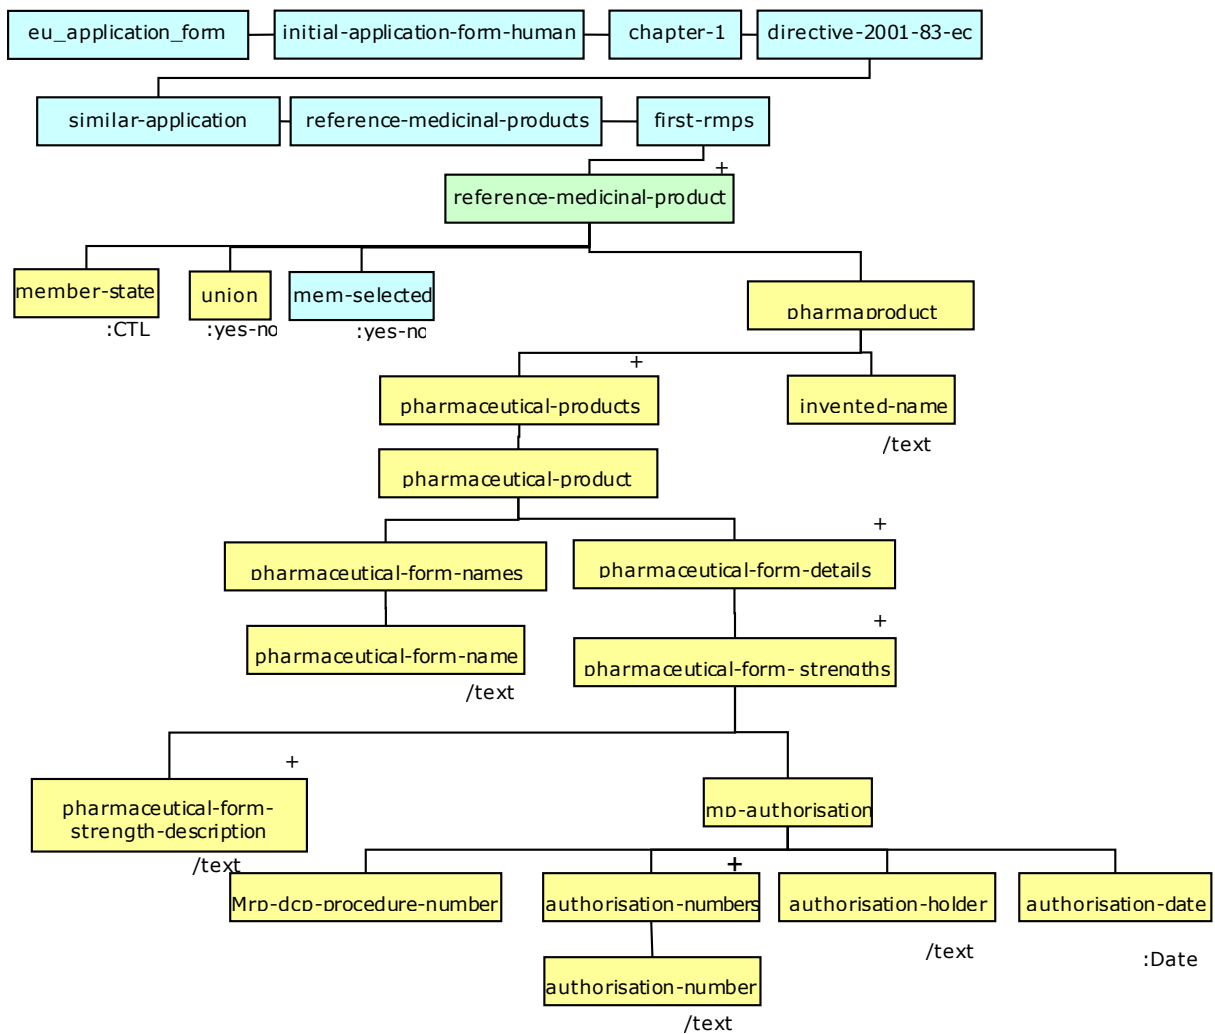 eu_application_form
initial-application-form-human
chapter-1
directive-2001-83-ec
similar-application
reference-medicinal-products
first-rmps
+
reference-medicinal-product
member-state
:CTL
union
:yes-no
mem-selected
:yes-no
pharmaproduct
+
pharmaceutical-products
invented-name
/text
pharmaceutical-product
pharmaceutical-form-names
+
pharmaceutical-form-details
pharmaceutical-form-name
/text
+
pharmaceutical-form- strengths
+
pharmaceutical-form-
strength-description
/text
mp-authorisation
Mrp-dcp-procedure-number
+
authorisation-numbers
authorisation-holder
/text
authorisation-date
:Date
authorisation-number
/text